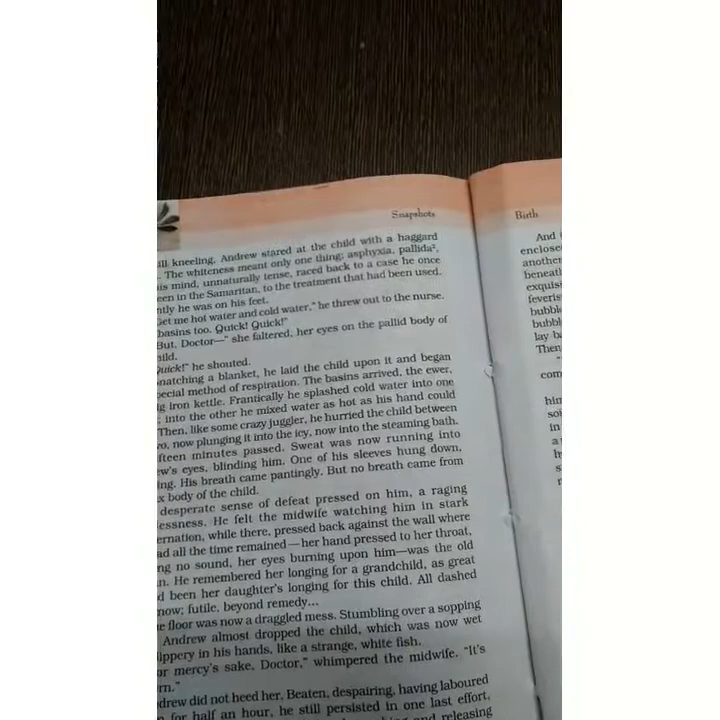 Snapshots
ill kneeling, Andrew stared at the child with a haggard
. The whiteness meant only one thing: asphyxia, pallida²,
is mind, unnaturally tense, raced back to a case he once
een in the Samaritan, to the treatment that had been used.
ntly he was on his feet.
et me hot water and cold water," he threw out to the nurse.
basins too. Quick! Quick!"
But, Doctor—" she faltered, her eyes on the pallid body of
hild.
uick!" he shouted.
natching a blanket, he laid the child upon it and began
pecial method of respiration. The basins arrived, the ewer,
g iron kettle. Frantically he splashed cold water into one
; into the other he mixed water as hot as his hand could
Then, like some crazy juggler, he hurried the child between
wo, now plunging it into the icy, now into the steaming bath.
fteen minutes passed. Sweat was now running into
ew's eyes, blinding him. One of his sleeves hung down,
ing. His breath came pantingly. But no breath came from
x body of the child.
desperate sense of defeat pressed on him, a raging
lessness. He felt the midwife watching him in stark
ernation, while there, pressed back against the wall where
ad all the time remained—her hand pressed to her throat,
ng no sound, her eyes burning upon him—was the old
n. He remembered her longing for a grandchild, as great
d been her daughter's longing for this child. All dashed
now; futile, beyond remedy...
e floor was now a draggled mess. Stumbling over a sopping
Andrew almost dropped the child, which was now wet
lippery in his hands, like a strange, white fish.
or mercy's sake, Doctor," whimpered the midwife. "It's
rn."
drew did not heed her. Beaten, despairing, having laboured
n for half an hour, he still persisted in one last effort,
and releasing
Birth
And
enclose
another
beneat
exquis
feveris
bubbl
bubb
lay b
Then
"
com
him
soi
in
a